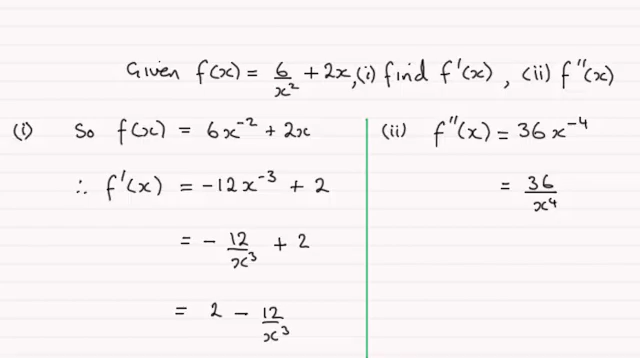 Given f(x) = 6/x² + 2x, (i) find f'(x), (ii) f''(x)
(i) So f(x) = 6x⁻² + 2x
∴ f'(x) = -12x⁻³ + 2
= - 12/x³ + 2
= 2 - 12/x³
(ii) f''(x) = 36x⁻⁴
= 36/x⁴